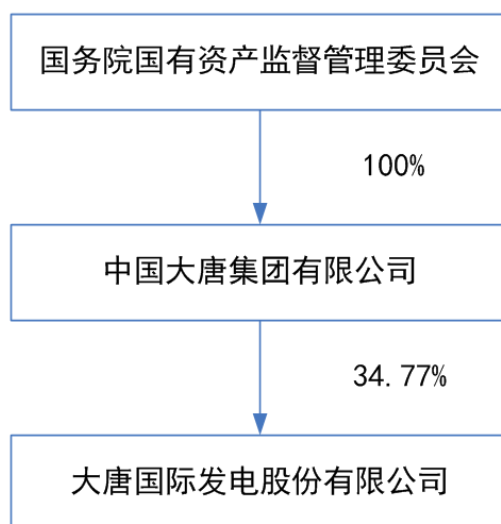 国务院国有资产监督管理委员会
100%
中国大唐集团有限公司
34.77%
大唐国际发电股份有限公司